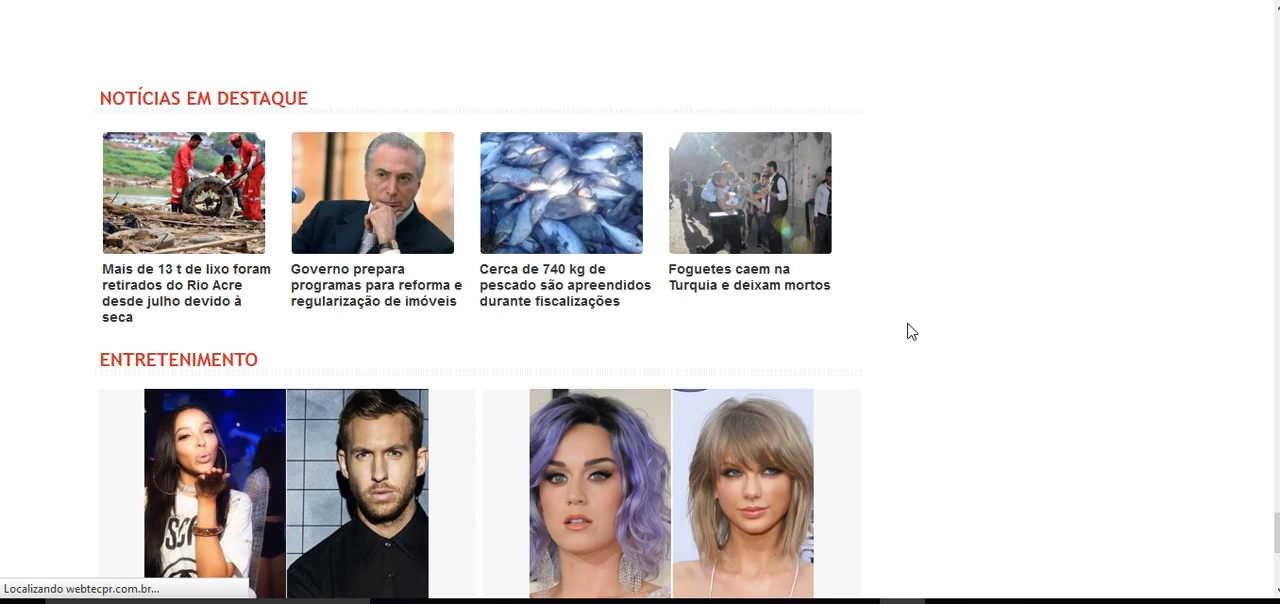 NOTÍCIAS EM DESTAQUE
Mais de 13 t de lixo foram
retirados do Rio Acre
desde julho devido à
seca
Governo prepara
programas para reforma e
regularização de imóveis
Cerca de 740 kg de
pescado são apreendidos
durante fiscalizações
Foguetes caem na
Turquia e deixam mortos
ENTRETENIMENTO
Localizando webtecpr.com.br...